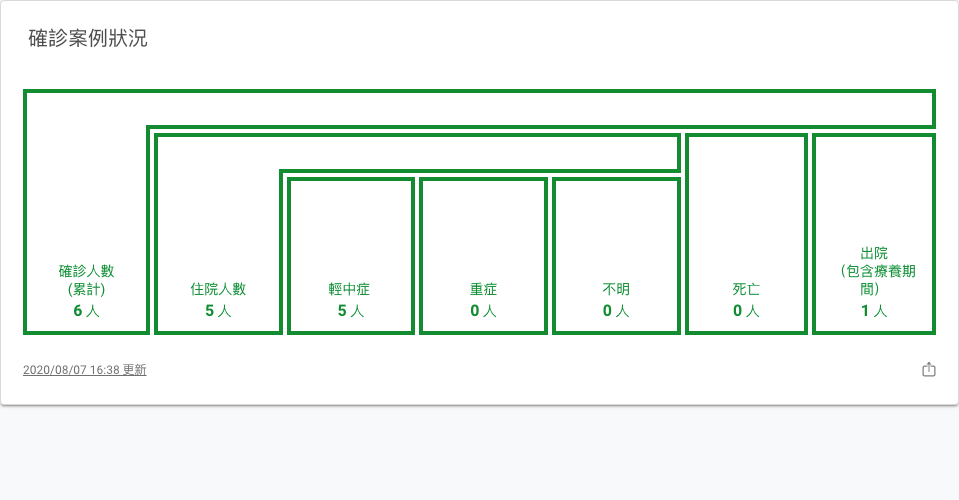 確診案例狀況
確診人數
(累計)
6 人
住院人數
5 人
輕中症
5 人
重症
0 人
不明
0 人
死亡
0 人
出院
（包含療養期
間）
1 人
2020/08/07 16:38 更新